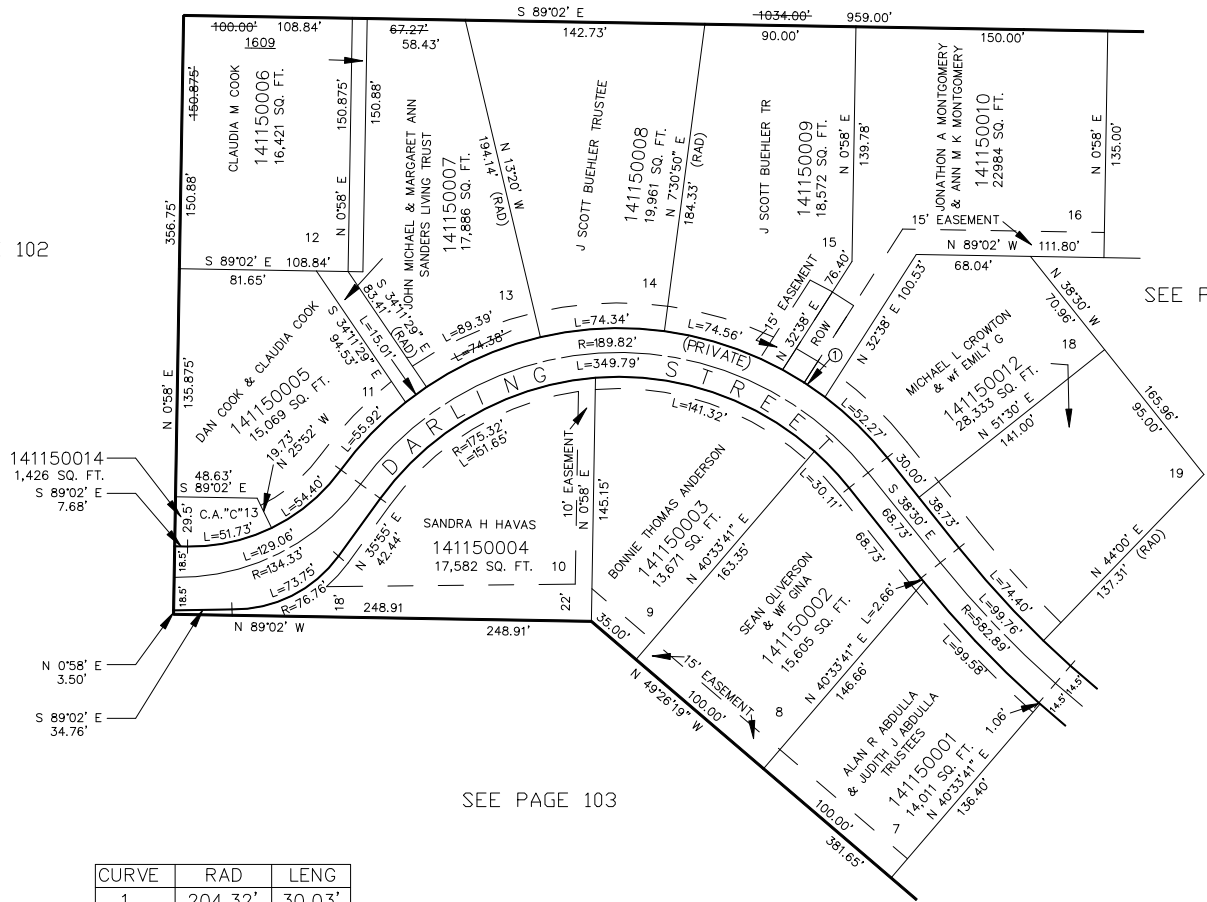 S 89°02' E
1034.00' 959.00'
100.00' 108.84'
1609
67.27'
58.43'
142.73'
90.00'
150.00'
150.875'
150.88'
356.75'
CLAUDIA M COOK
141150006
16,421 SQ. FT.
N 0°58' E 150.875'
150.88'
12
S 89°02' E 108.84'
81.65'
JOHN MICHAEL & MARGARET ANN
SANDERS LIVING TRUST
141150007
17,886 SQ. FT.
13
N 13°20' W
194.14' (RAD)
J SCOTT BUEHLER TRUSTEE
141150008
19,961 SQ. FT.
14
N 7°30'50" E
184.33' (RAD)
J SCOTT BUEHLER TR
141150009
18,572 SQ. FT.
15
N 0°58' E
139.78'
JONATHON A MONTGOMERY
& ANN M K MONTGOMERY
141150010
22984 SQ. FT.
16
N 0°58' E
135.00'
15' EASEMENT
N 89°02' W 111.80'
68.04'
102
SEE P
S 34°11'29" E
83.41' (RAD)
L=15.01'
S 34°11'29" E
94.53'
L=89.39'
L=74.38'
L=74.34'
R=189.82'
L=349.79'
L=74.56'
(PRIVATE)
15' EASEMENT
N 32°38' E 76.40'
ROW
1
N 32°38' E 100.53'
N 38°30' W
70.96'
165.96'
95.00'
MICHAEL L CROWTON
& wf EMILY G
141150012
28,333 SQ. FT.
18
N 51°30' E
141.00'
19
N 44°00' E
137.31' (RAD)
N 0°58' E
135.875'
DAN COOK & CLAUDIA COOK
141150005
15,069 SQ. FT.
11
19.73'
N 25°52' W
L=55.92'
L=54.40'
48.63'
S 89°02' E
C.A."C"13
L=51.73'
141150014
1,426 SQ. FT.
S 89°02' E
7.68'
29.5'
18.5'
18.5'
L=129.06'
R=134.33'
L=73.75'
R=76.76'
DARLING STREET
R=175.32'
L=151.65'
L=141.32'
N 35°55' E
42.44'
SANDRA H HAVAS
141150004
17,582 SQ. FT.
10
10' EASEMENT
N 0°58' E
145.15'
18'
22'
248.91
N 89°02' W
248.91'
N 0°58' E
3.50'
S 89°02' E
34.76'
BONNIE THOMAS ANDERSON
141150003
13,671 SQ. FT.
9
N 40°33'41" E
163.35'
35.00'
L=30.11'
68.73'
S 38°30' E
68.73'
L=52.27'
30.00'
38.73'
L=74.40'
L=99.76'
R=582.89'
L=99.58'
14.5'
14.5'
SEAN OLIVERSON
& WF GINA
141150002
15,605 SQ. FT.
8
L=2.66'
N 40°33'41" E
146.66'
15' EASEMENT
100.00'
N 49°26'19" W
ALAN R ABDULLA
& JUDITH J ABDULLA
TRUSTEES
141150001
14,011 SQ. FT.
1.06'
N 40°33'41" E
136.40'
7
100.00'
381.65'
SEE PAGE 103
CURVE RAD LENG
1 204.32' 30.03'